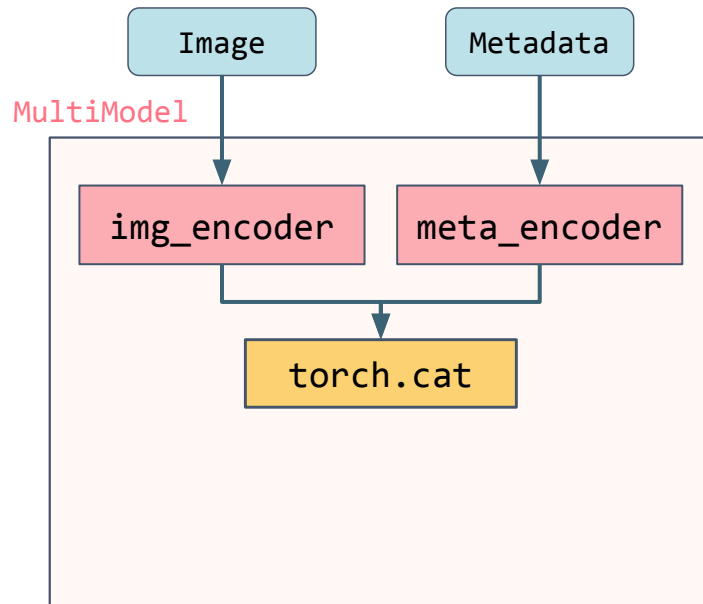 Image
Metadata
MultiModel
img_encoder
meta_encoder
torch.cat